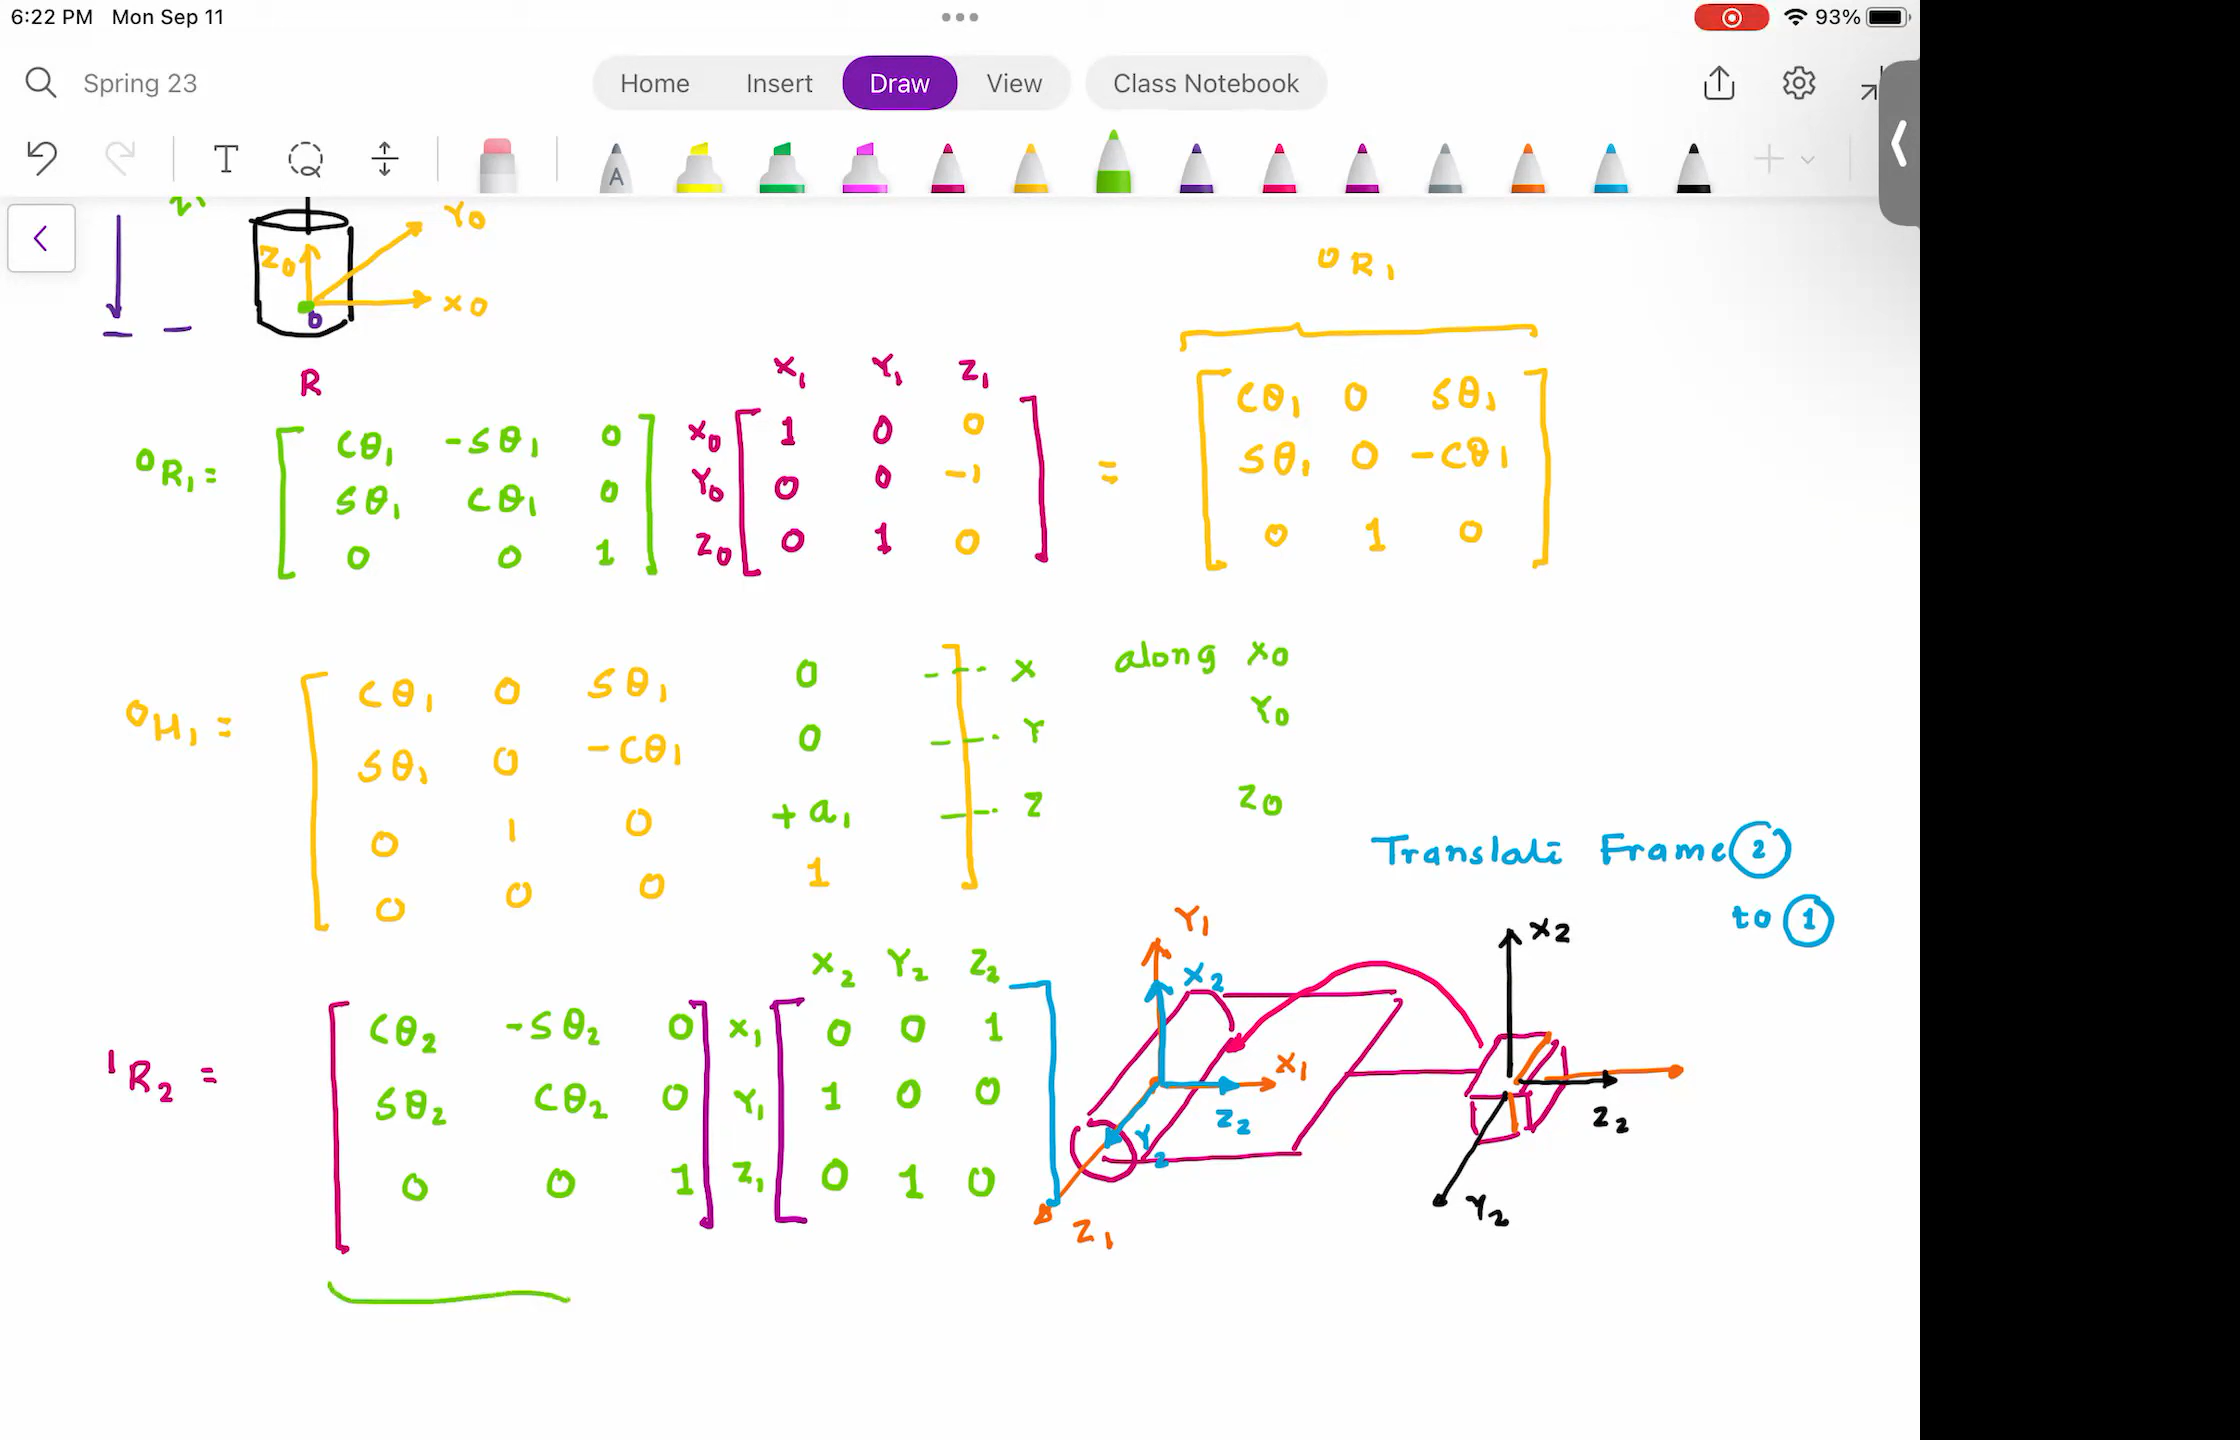 6:22 PM Mon Sep 11
93%
Spring 23
Home Insert Draw View Class Notebook
T A
Y0
Z0
X0
0
R
0R1
X1 Y1 Z1
0R1 = [ Cθ1 -Sθ1 0 ] X0 [ 1 0 0 ] = [ Cθ1 0 Sθ1 ]
Sθ1 Cθ1 0 Y0 0 0 -1 Sθ1 0 -Cθ1
0 0 1 Z0 0 1 0 0 1 0
0H1 = [ Cθ1 0 Sθ1 0 ] --- X along X0
Sθ1 0 -Cθ1 0 --- Y Y0
0 1 0 +a1 --- Z Z0
0 0 0 1
Translate Frame 2
to 1
X2 Y2 Z2
1R2 = [ Cθ2 -Sθ2 0 ] X1 [ 0 0 1 ]
Sθ2 Cθ2 0 Y1 1 0 0
0 0 1 Z1 0 1 0
Y1
X2
X1
Z2
Y2
Z1
X2
Z2
Y2